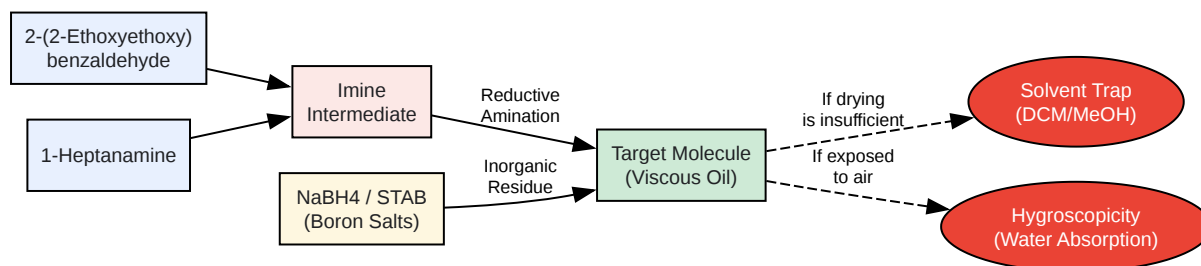 2-(2-Ethoxyethoxy)
benzaldehyde
1-Heptanamine
Imine
Intermediate
NaBH4 / STAB
(Boron Salts)
Reductive
Amination
Inorganic
Residue
Target Molecule
(Viscous Oil)
If drying
is insufficient
If exposed
to air
Solvent Trap
(DCM/MeOH)
Hygroscopicity
(Water Absorption)